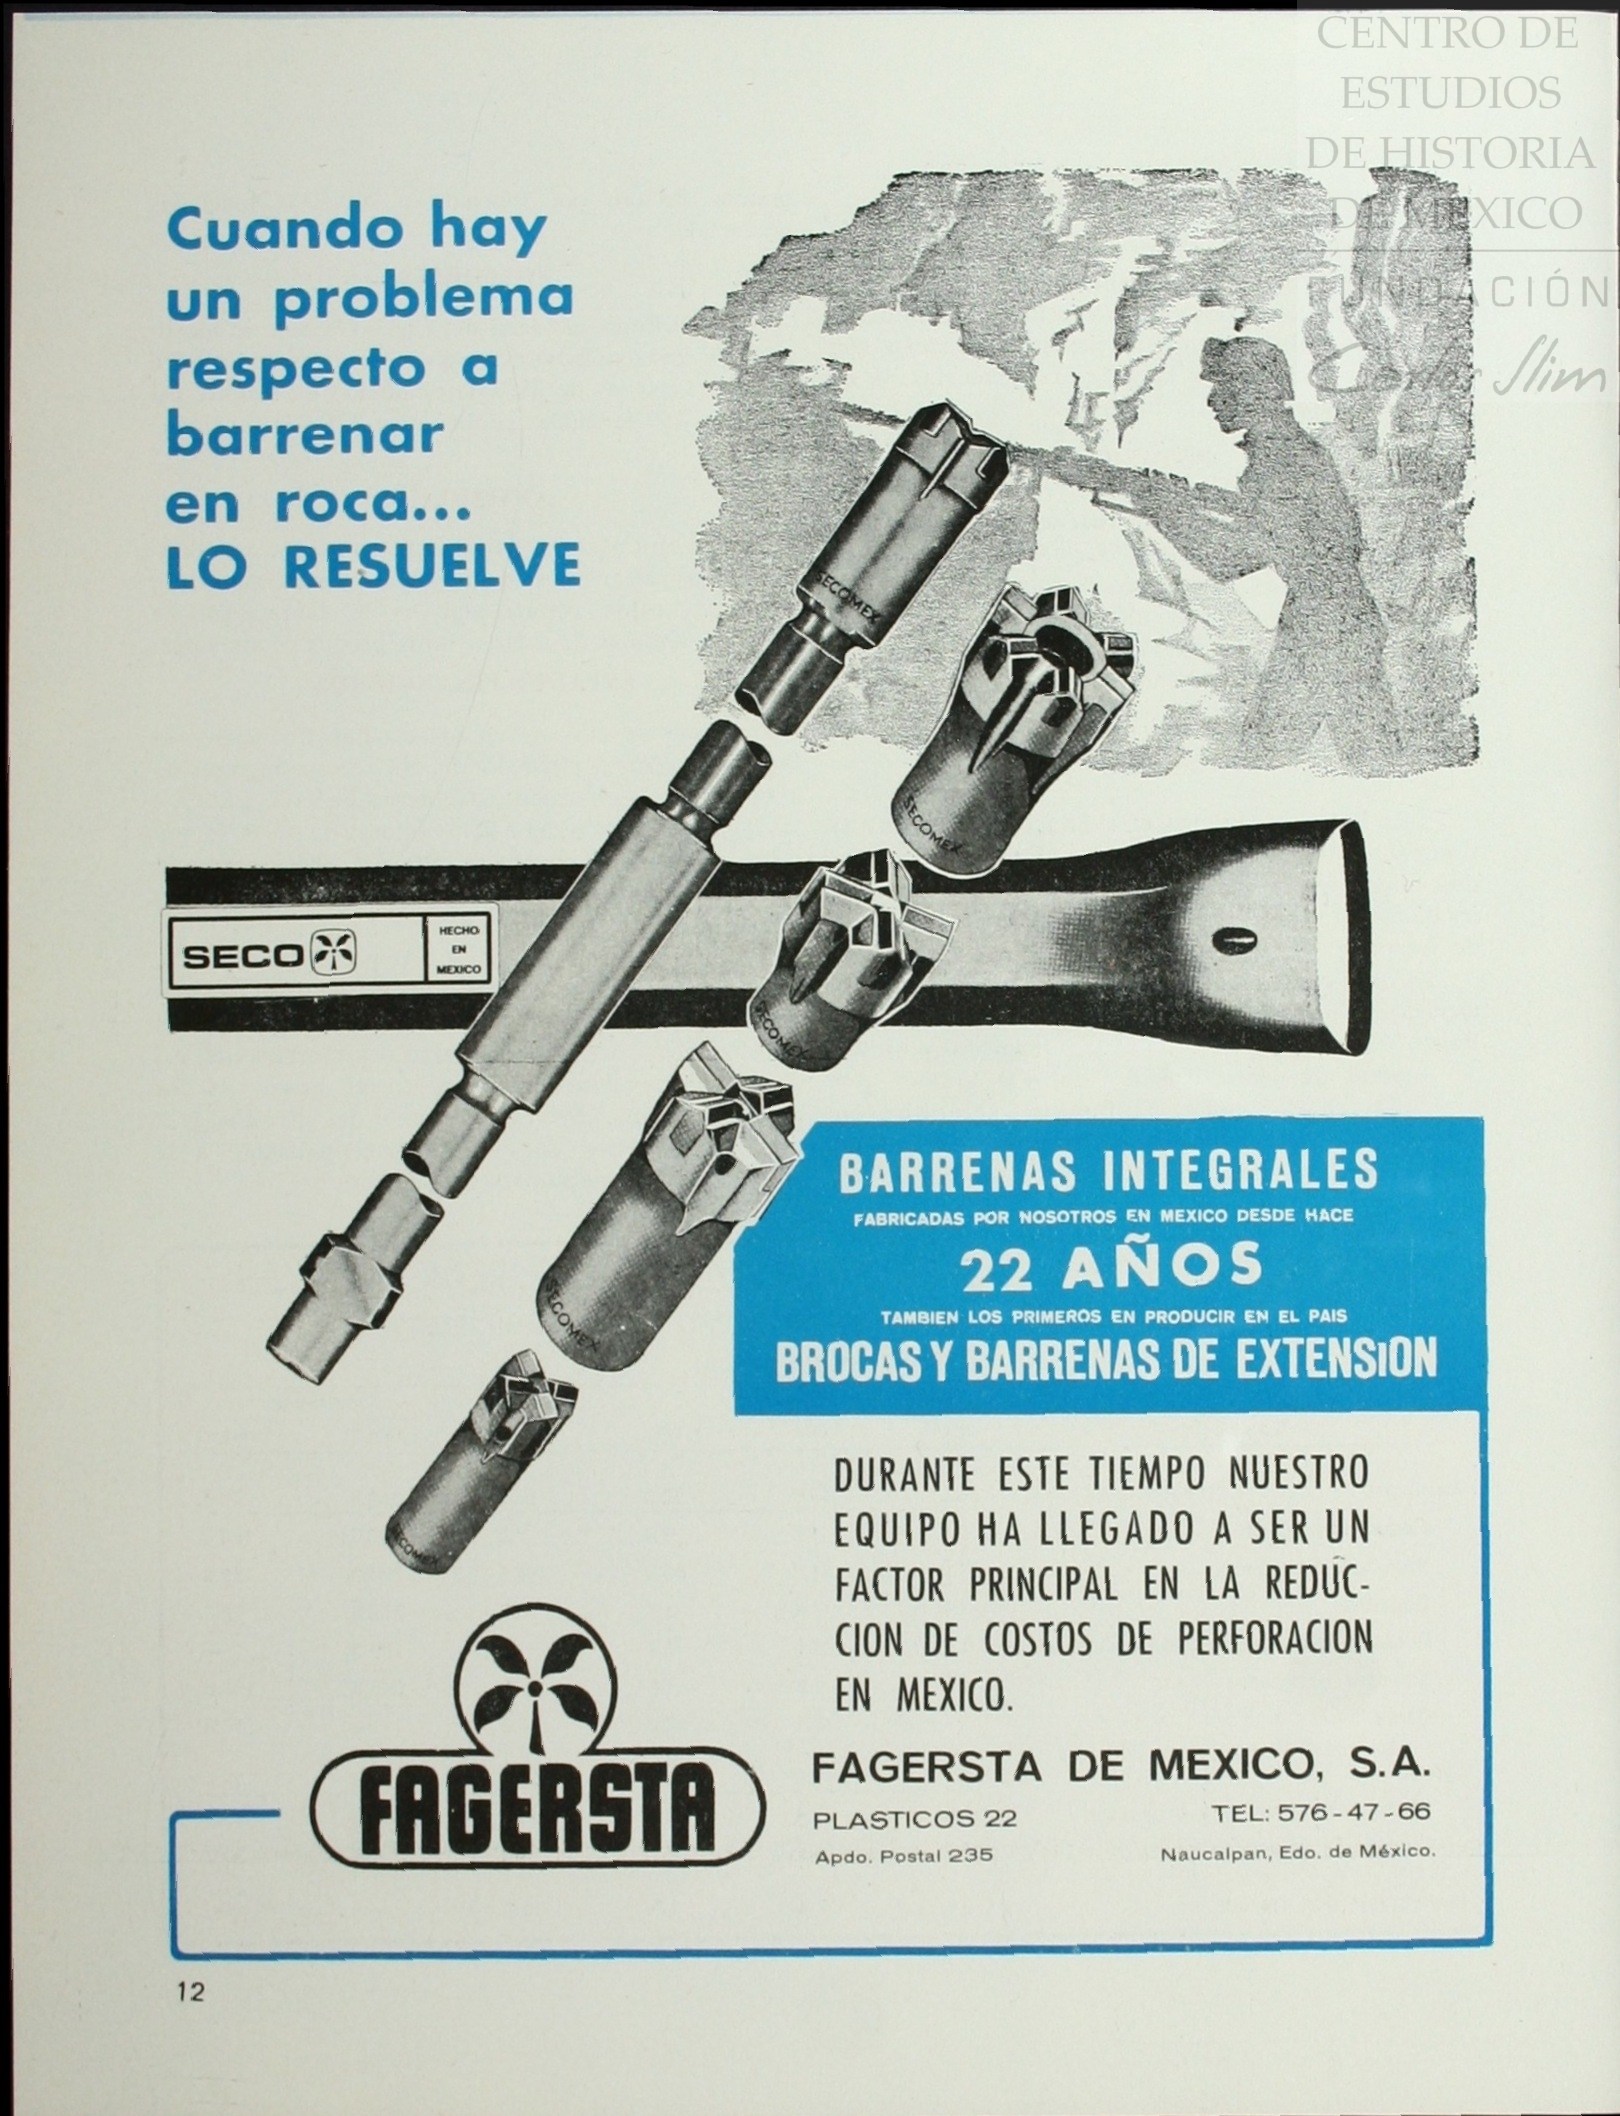 CENTRO DE
ESTUDIOS
DE HISTORIA
DE MEXICO
FUNDACIÓN
Carlos Slim
Cuando hay
un problema
respecto a
barrenar
en roca...
LO RESUELVE
SECOMEX
SECOMEX
SECO
HECHO
EN
MEXICO
SECOMEX
SECOMEX
SECOMEX
BARRENAS INTEGRALES
FABRICADAS POR NOSOTROS EN MEXICO DESDE HACE
22 AÑOS
TAMBIEN LOS PRIMEROS EN PRODUCIR EN EL PAIS
BROCAS Y BARRENAS DE EXTENSION
DURANTE ESTE TIEMPO NUESTRO
EQUIPO HA LLEGADO A SER UN
FACTOR PRINCIPAL EN LA REDUC-
CION DE COSTOS DE PERFORACION
EN MEXICO.
FAGERSTA
FAGERSTA DE MEXICO, S.A.
PLASTICOS 22 TEL: 576-47-66
Apdo. Postal 235 Naucalpan, Edo. de México.
12